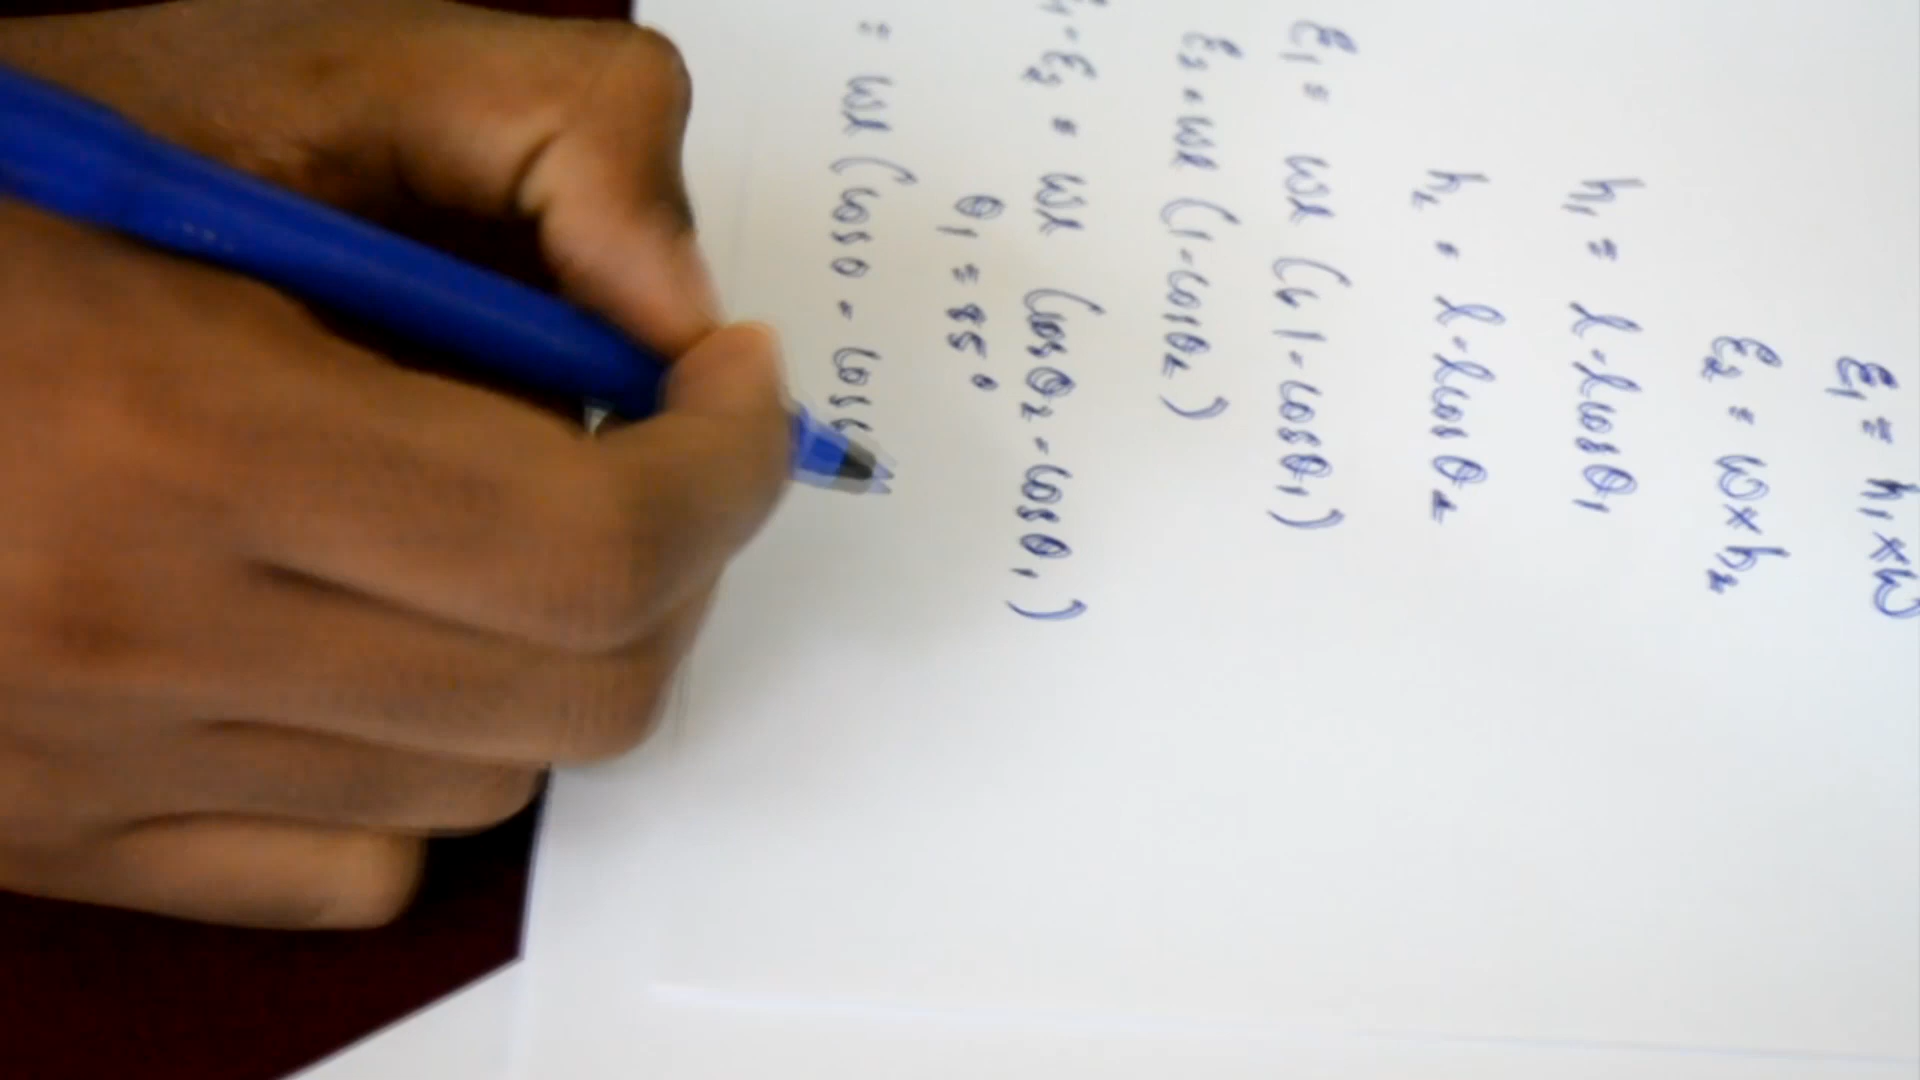 E₁ = h₁ × W
E₂ = W × h₂
h₁ = l - l cos θ₁
h₂ = l - l cos θ₂
E₁ = wl ( 1 - cos θ₁ )
E₂ = wl ( 1 - cos θ₂ )
E₁ - E₂ = wl ( cos θ₂ - cos θ₁ )
θ₁ = 85°
= wl ( cos θ - cos